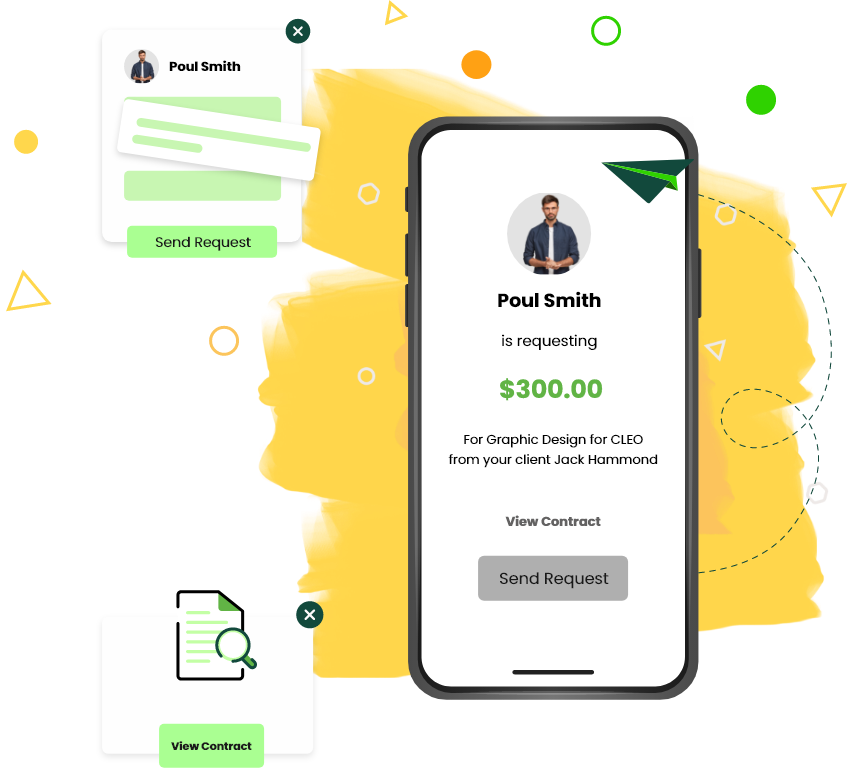 Poul Smith
Send Request
Poul Smith
is requesting
$300.00
For Graphic Design for CLEO
from your client Jack Hammond
View Contract
Send Request
View Contract